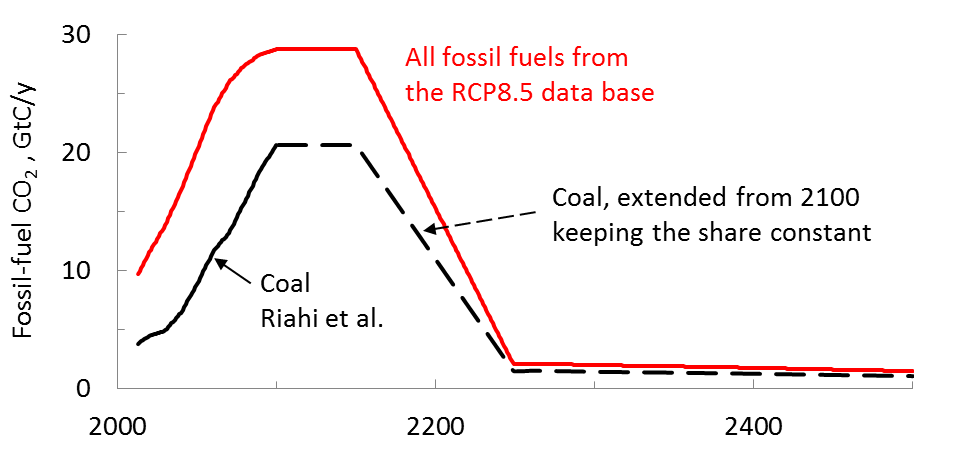 30
All fossil fuels from
the RCP8.5 data base
20
Coal, extended from 2100
keeping the share constant
10
Coal
Riahi et al.
0
2000
2200
2400
Fossil-fuel CO₂ , GtC/y